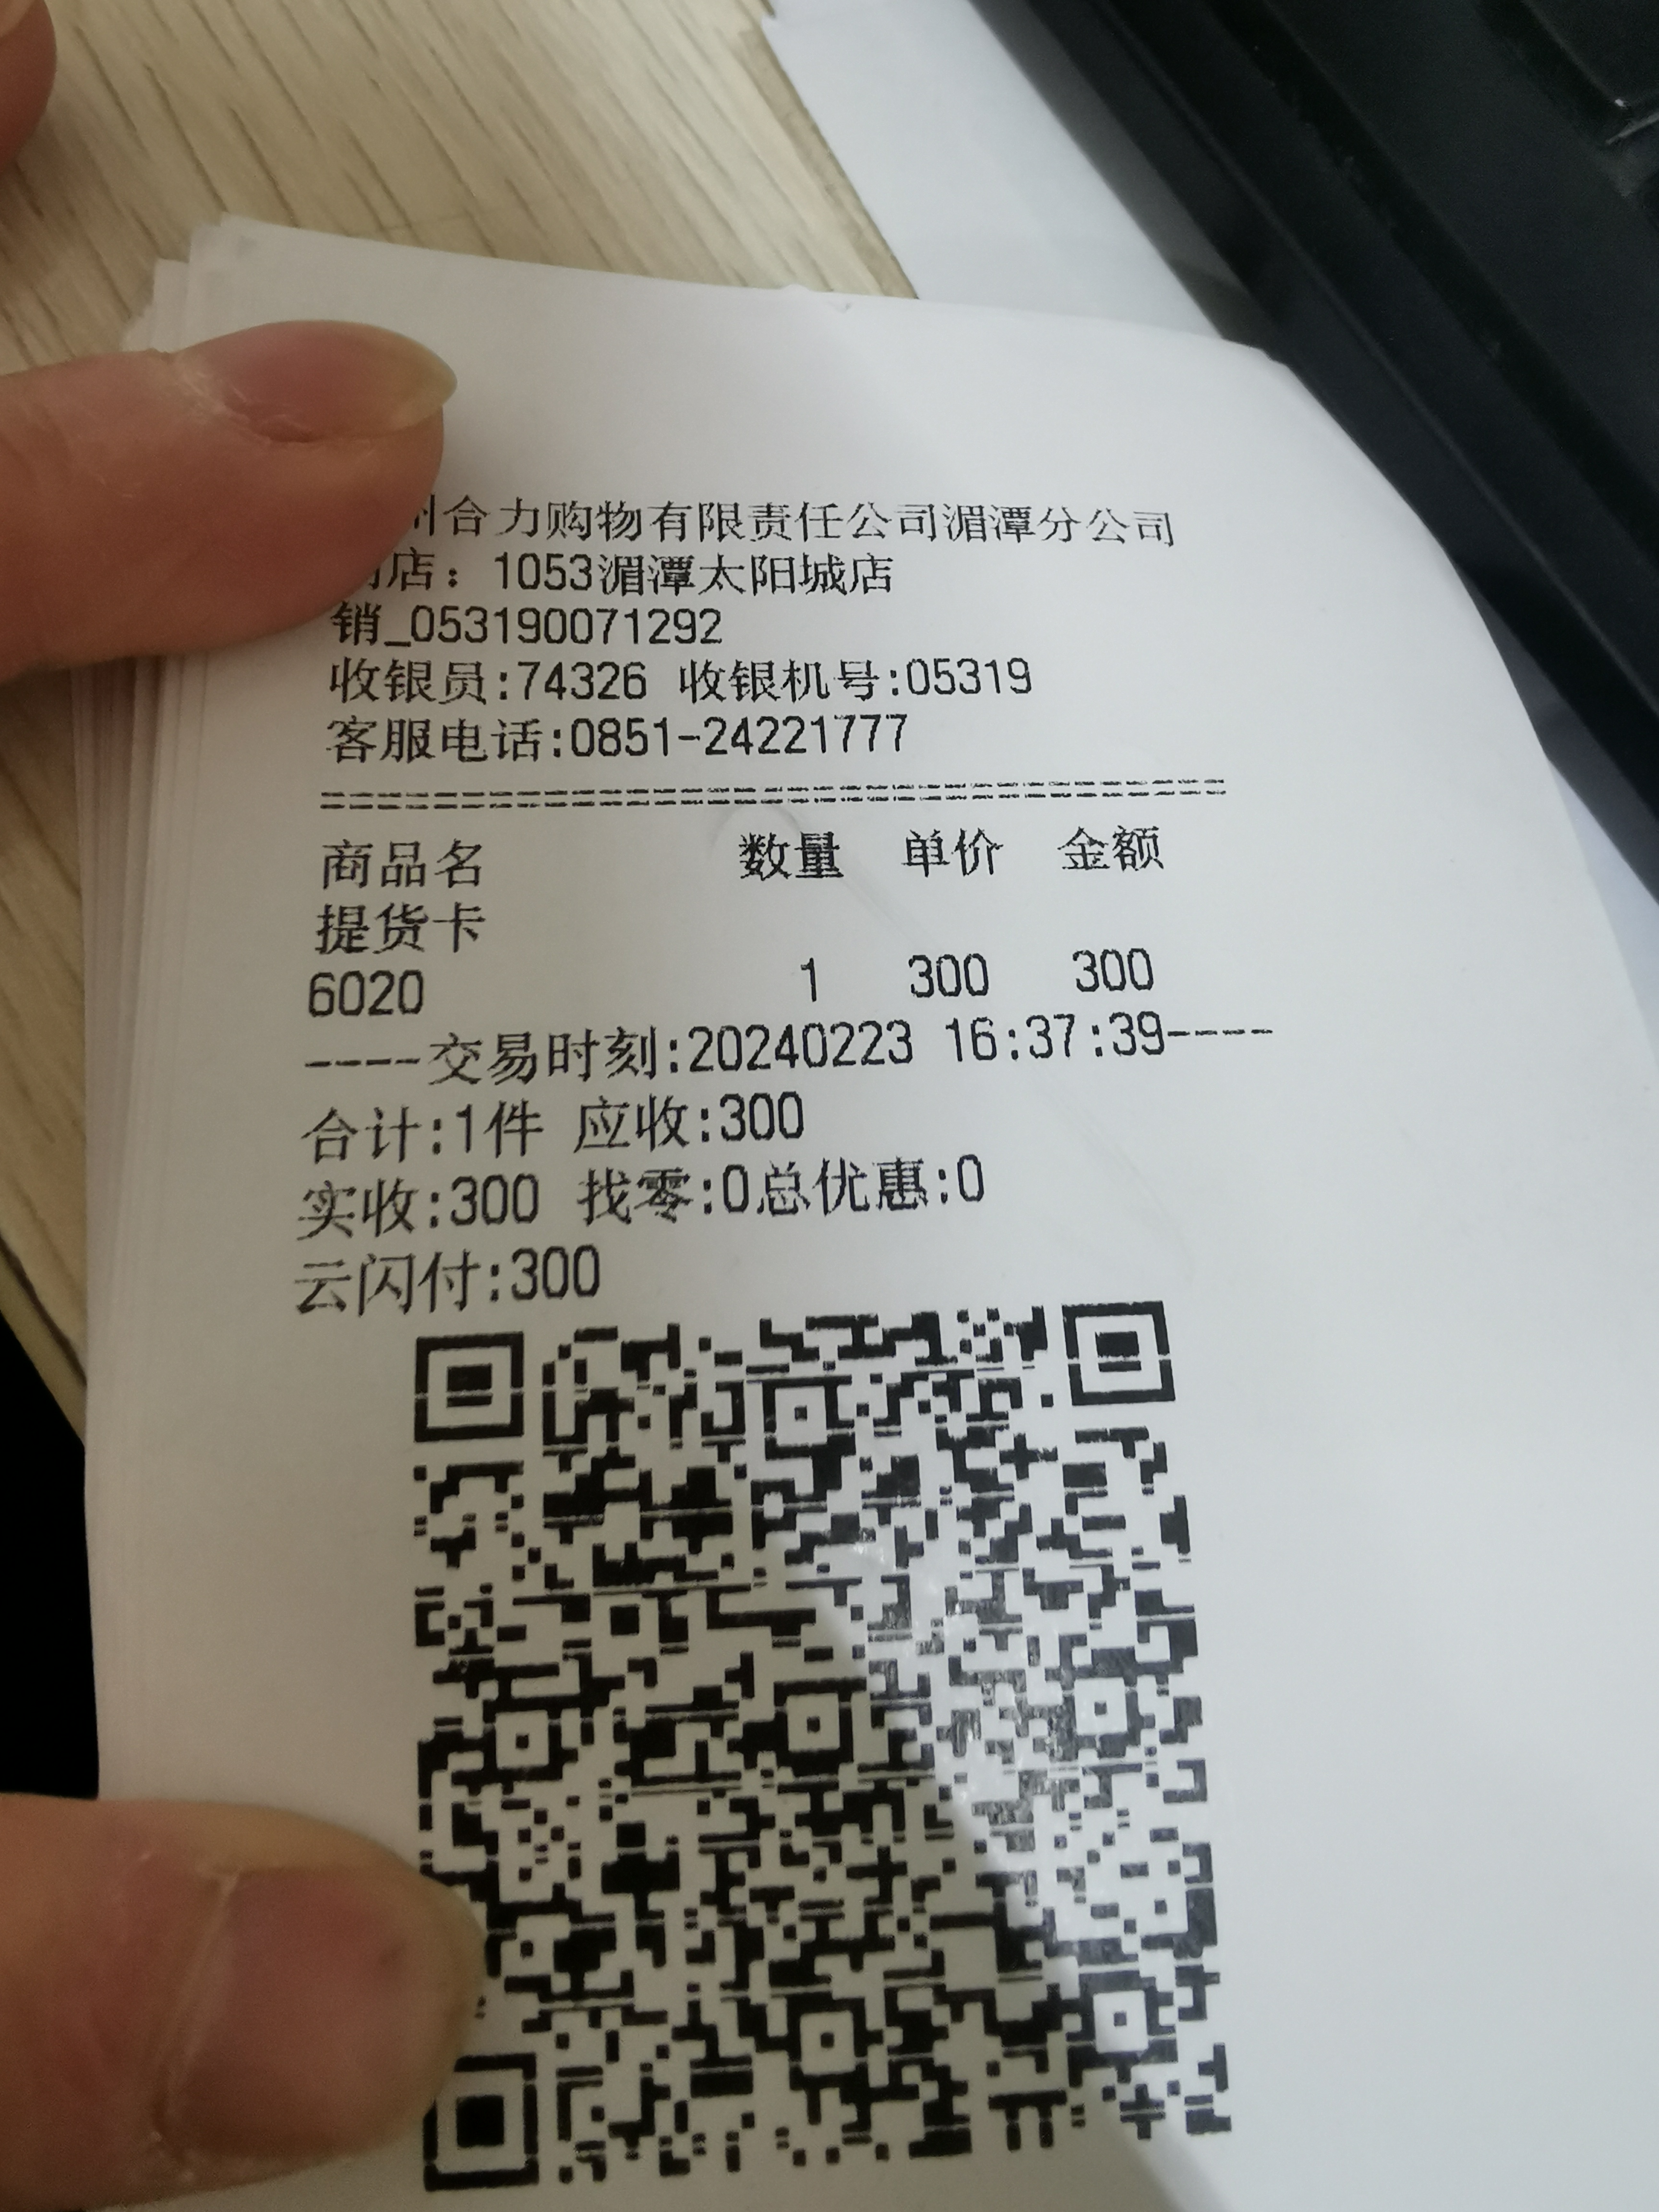 州合力购物有限责任公司湄潭分公司
店：1053湄潭太阳城店
销_053190071292
收银员:74326 收银机号:05319
客服电话:0851-24221777
================================
商品名 数量 单价 金额
提货卡
6020 1 300 300
----交易时刻:20240223 16:37:39----
合计:1件 应收:300
实收:300 找零:0总优惠:0
云闪付:300